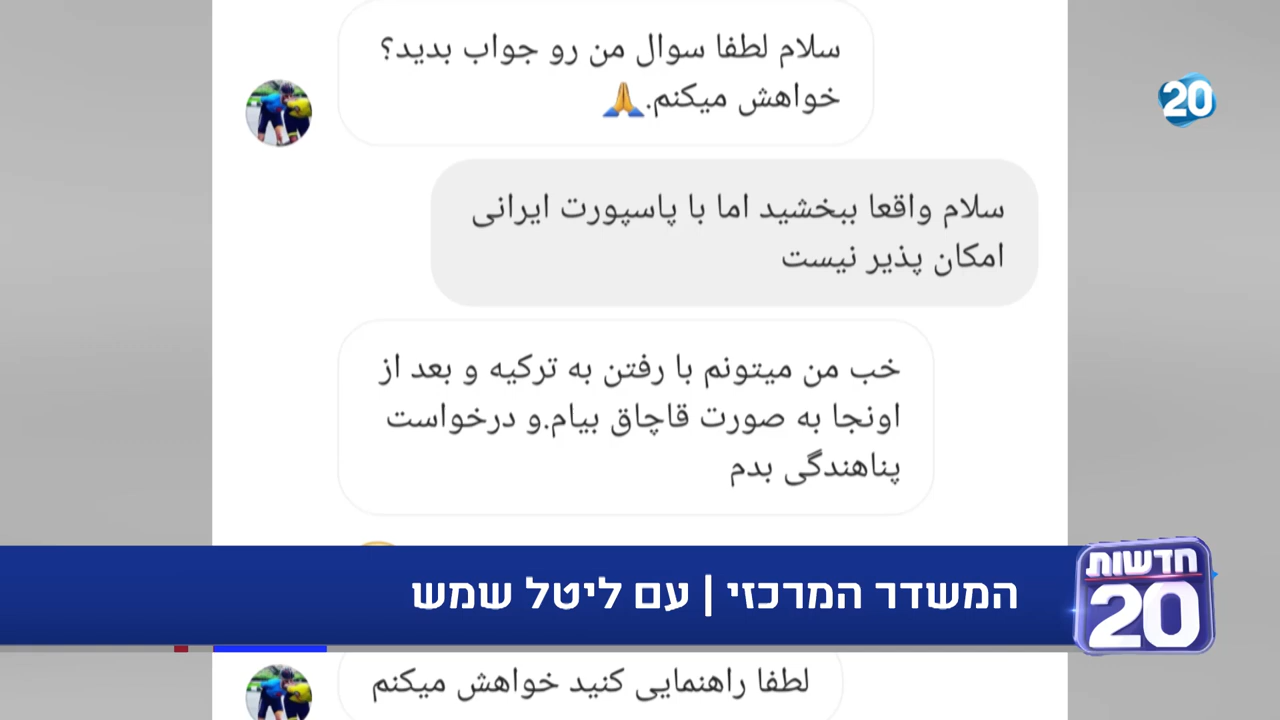 سلام لطفا سوال من رو جواب بدید؟
خواهش میکنم.🙏
20
سلام واقعا ببخشید اما با پاسپورت ایرانی
امکان پذیر نیست
خب من میتونم با رفتن به ترکیه و بعد از
اونجا به صورت قاچاق بیام.و درخواست
پناهندگی بدم
המשדר המרכזי | עם ליטל שמש
חדשות
20
لطفا راهنمایی کنید خواهش میکنم